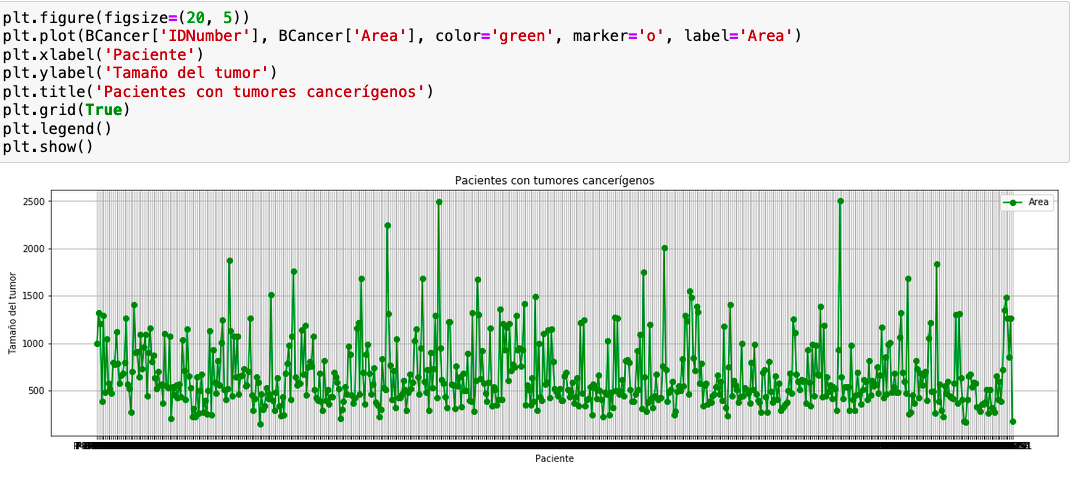 plt.figure(figsize=(20, 5))
plt.plot(BCancer['IDNumber'], BCancer['Area'], color='green', marker='o', label='Area')
plt.xlabel('Paciente')
plt.ylabel('Tamaño del tumor')
plt.title('Pacientes con tumores cancerígenos')
plt.grid(True)
plt.legend()
plt.show()
Pacientes con tumores cancerígenos
Area
2500
2000
1500
1000
500
Tamaño del tumor
Paciente